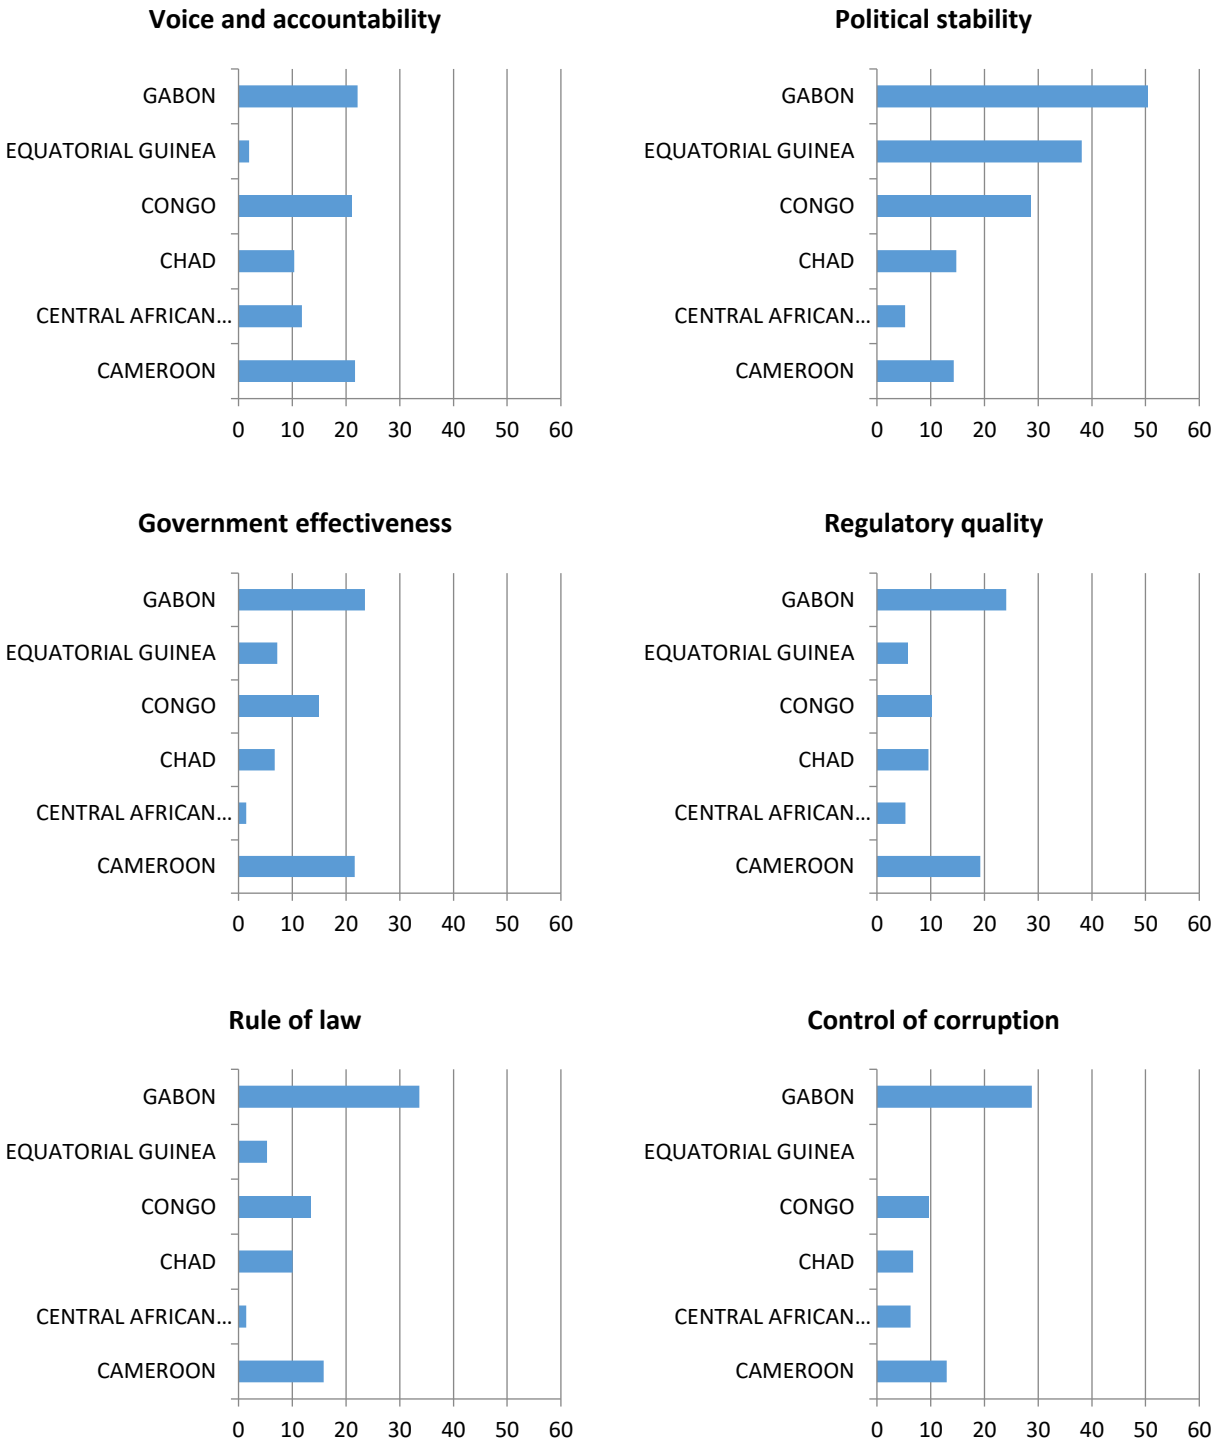 Voice and accountability
GABON
EQUATORIAL GUINEA
CONGO
CHAD
CENTRAL AFRICAN...
CAMEROON
0 10 20 30 40 50 60
Political stability
GABON
EQUATORIAL GUINEA
CONGO
CHAD
CENTRAL AFRICAN...
CAMEROON
0 10 20 30 40 50 60
Government effectiveness
GABON
EQUATORIAL GUINEA
CONGO
CHAD
CENTRAL AFRICAN...
CAMEROON
0 10 20 30 40 50 60
Regulatory quality
GABON
EQUATORIAL GUINEA
CONGO
CHAD
CENTRAL AFRICAN...
CAMEROON
0 10 20 30 40 50 60
Rule of law
GABON
EQUATORIAL GUINEA
CONGO
CHAD
CENTRAL AFRICAN...
CAMEROON
0 10 20 30 40 50 60
Control of corruption
GABON
EQUATORIAL GUINEA
CONGO
CHAD
CENTRAL AFRICAN...
CAMEROON
0 10 20 30 40 50 60